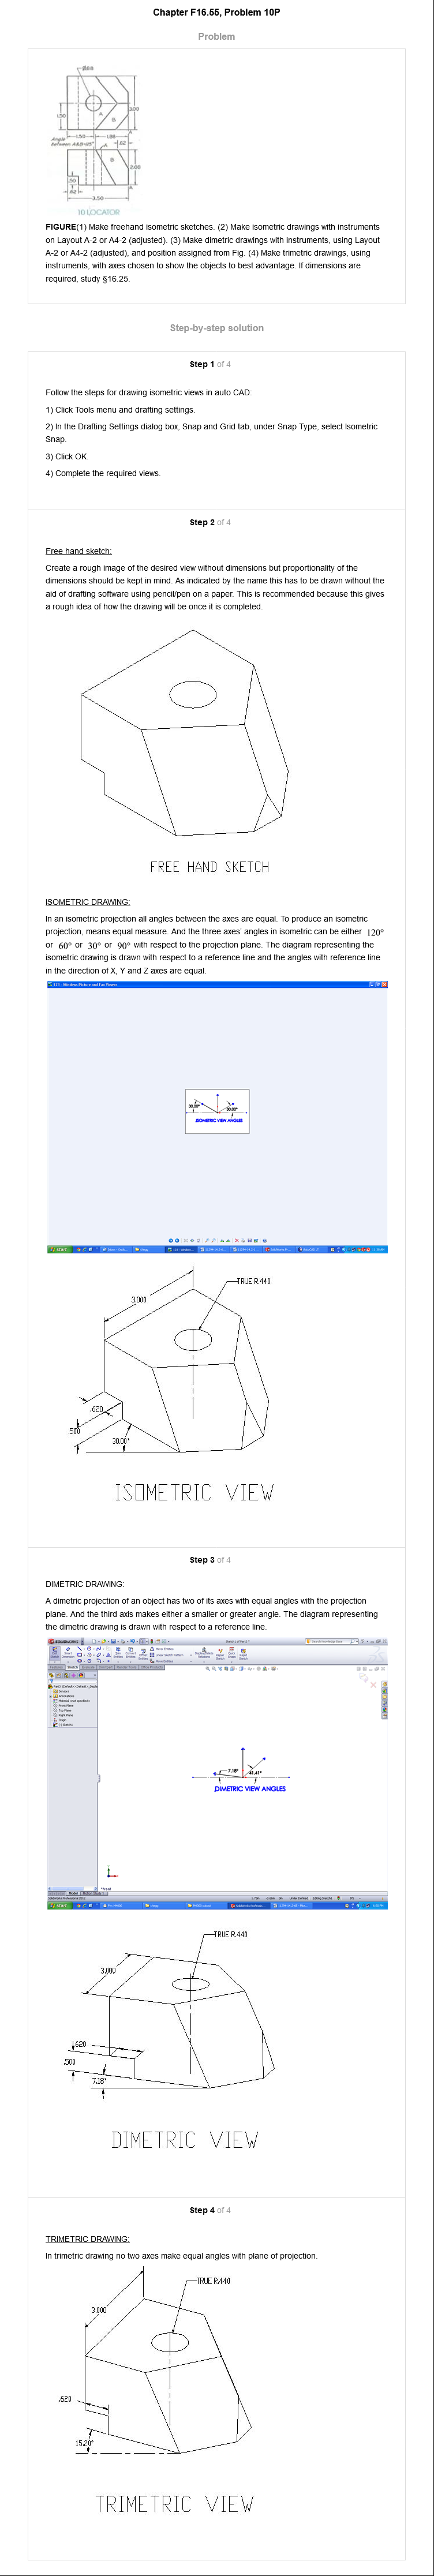 Chapter F16.55, Problem 10P
Problem
.Ø88
1.50
3.00
A
B
A
1.50
1.88
.62
Angle
between A&B=45°
A
B
2.00
.50
.62
A
3.50
10 LOCATOR
FIGURE(1) Make freehand isometric sketches. (2) Make isometric drawings with instruments
on Layout A-2 or A4-2 (adjusted). (3) Make dimetric drawings with instruments, using Layout
A-2 or A4-2 (adjusted), and position assigned from Fig. (4) Make trimetric drawings, using
instruments, with axes chosen to show the objects to best advantage. If dimensions are
required, study §16.25.
Step-by-step solution
Step 1 of 4
Follow the steps for drawing isometric views in auto CAD:
1) Click Tools menu and drafting settings.
2) In the Drafting Settings dialog box, Snap and Grid tab, under Snap Type, select Isometric
Snap.
3) Click OK.
4) Complete the required views.
Step 2 of 4
Free hand sketch:
Create a rough image of the desired view without dimensions but proportionality of the
dimensions should be kept in mind. As indicated by the name this has to be drawn without the
aid of drafting software using pencil/pen on a paper. This is recommended because this gives
a rough idea of how the drawing will be once it is completed.
FREE HAND SKETCH
ISOMETRIC DRAWING:
In an isometric projection all angles between the axes are equal. To produce an isometric
projection, means equal measure. And the three axes' angles in isometric can be either 120°
or 60° or 30° or 90° with respect to the projection plane. The diagram representing the
isometric drawing is drawn with respect to a reference line and the angles with reference line
in the direction of X, Y and Z axes are equal.
Windows Picture and Fax Viewer
30.00°
30.00°
ISOMETRIC VIEW ANGLES
start
TRUE R.440
3.000
.620
.500
30.00°
ISOMETRIC VIEW
Step 3 of 4
DIMETRIC DRAWING:
A dimetric projection of an object has two of its axes with equal angles with the projection
plane. And the third axis makes either a smaller or greater angle. The diagram representing
the dimetric drawing is drawn with respect to a reference line.
SOLIDWORKS
7.18°
41.41°
DIMETRIC VIEW ANGLES
start
TRUE R.440
3.000
.620
.500
7.18°
DIMETRIC VIEW
Step 4 of 4
TRIMETRIC DRAWING:
In trimetric drawing no two axes make equal angles with plane of projection.
TRUE R.440
3.000
.620
15.20°
TRIMETRIC VIEW